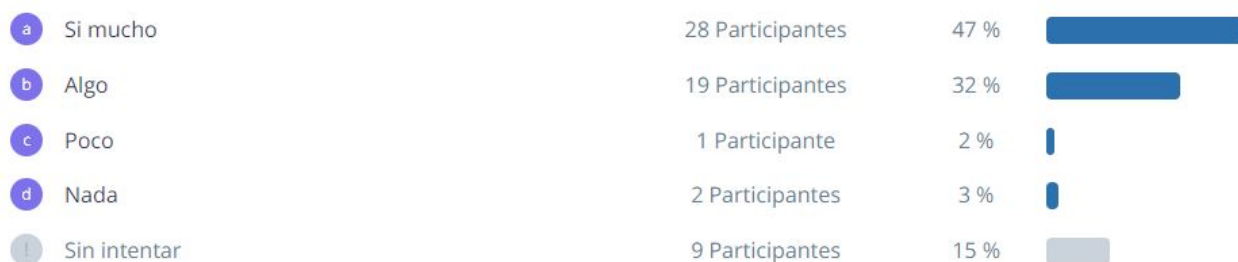 a Si mucho 28 Participantes 47 %
b Algo 19 Participantes 32 %
c Poco 1 Participante 2 %
d Nada 2 Participantes 3 %
! Sin intentar 9 Participantes 15 %